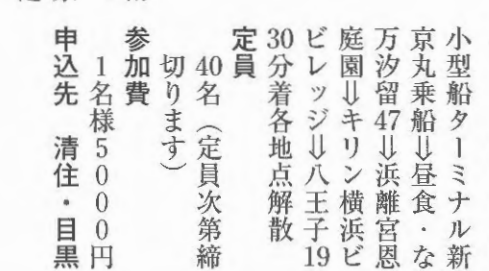 小型船ターミナル新
京丸乗船⇓昼食・な
万汐留47⇓浜離宮恩
庭園⇓キリン横浜ビ
ビレッジ⇓八王子19
30分着各地点解散
定員
40名（定員次第締
切ります）
参加費
1名様5000円
申込先　清住・目黒